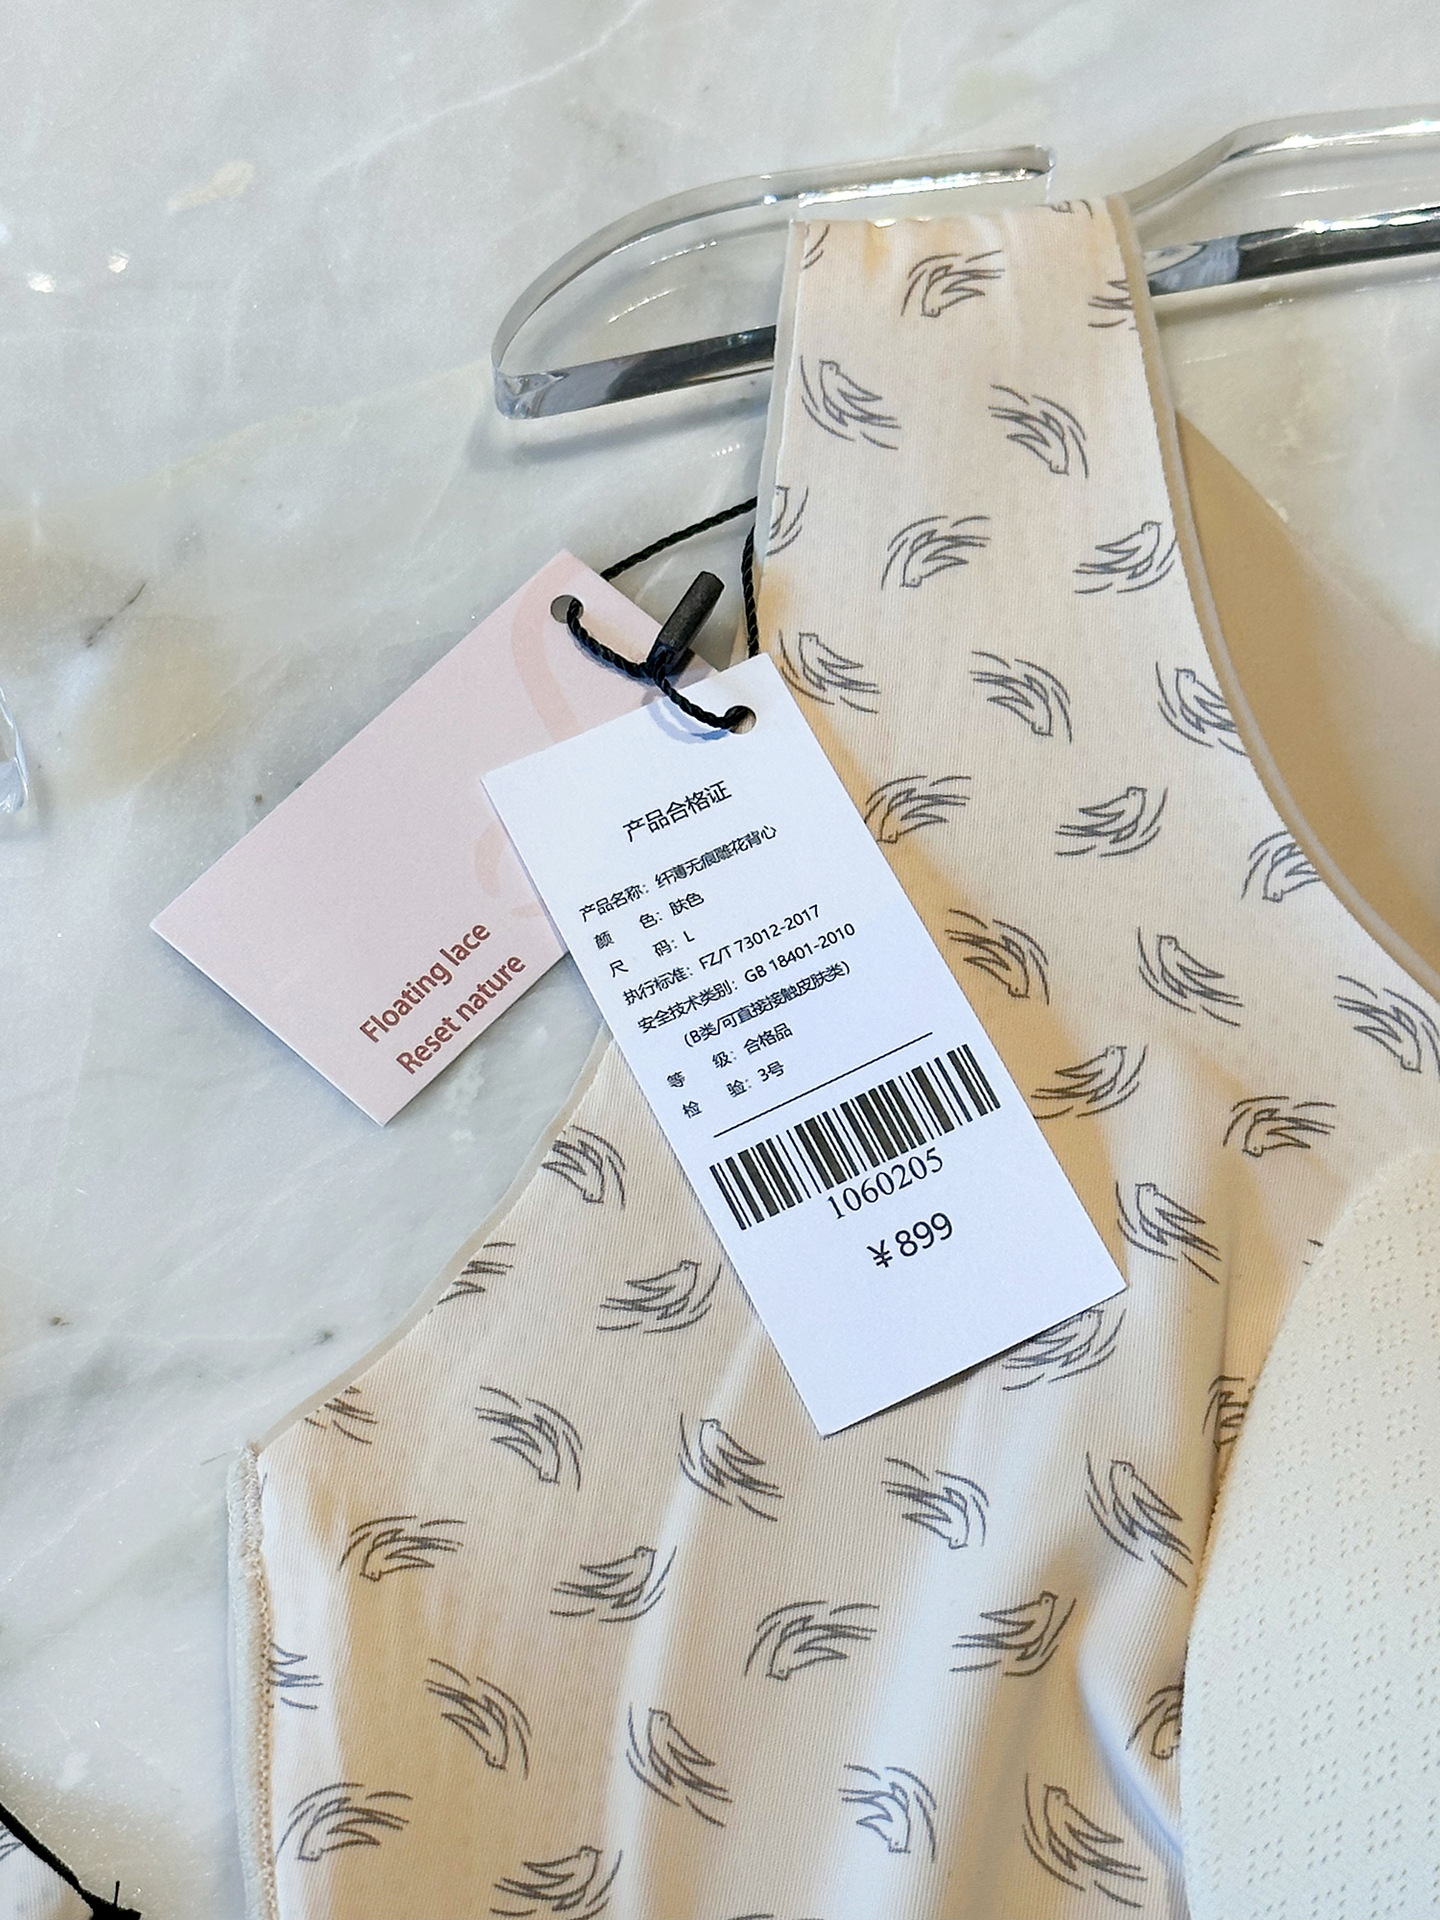 Floating lace
Reset nature
产品合格证
产品名称：纤薄无痕雕花背心
颜 色：肤色
尺 码：L
执行标准：FZ/T 73012-2017
安全技术类别：GB 18401-2010
(B类/可直接接触皮肤类)
等 级：合格品
检 验：3号
1060205
¥899